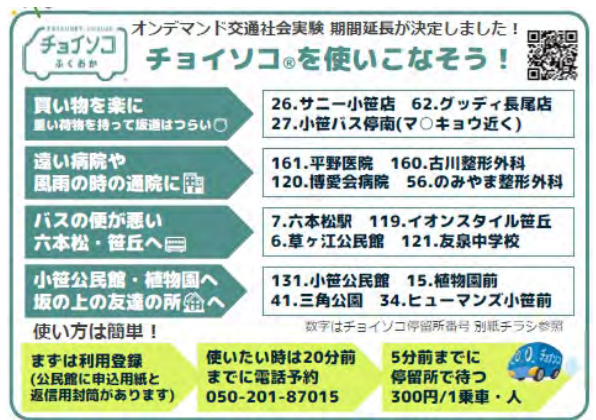 オンデマンド交通社会実験 期間延長が決定しました！
チョイソコ
ふくおか
チョイソコ®を使いこなそう！
買い物を楽に
重い荷物を持って坂道はつらい
26.サニー小笹店 62.グッディ長尾店
27.小笹バス停南(マ〇キョウ近く)
遠い病院や
風雨の時の通院に
161.平野医院 160.古川整形外科
120.博愛会病院 56.のみやま整形外科
バスの便が悪い
六本松・笹丘へ
7.六本松駅 119.イオンスタイル笹丘
6.草ヶ江公民館 121.友泉中学校
小笹公民館・植物園へ
坂の上の友達の所へ
131.小笹公民館 15.植物園前
41.三角公園 34.ヒューマンズ小笹前
使い方は簡単！
数字はチョイソコ停留所番号 別紙チラシ参照
まずは利用登録
(公民館に申込用紙と
返信用封筒があります)
使いたい時は20分前
までに電話予約
050-201-87015
5分前までに
停留所で待つ
300円/1乗車・人
チョイソコ